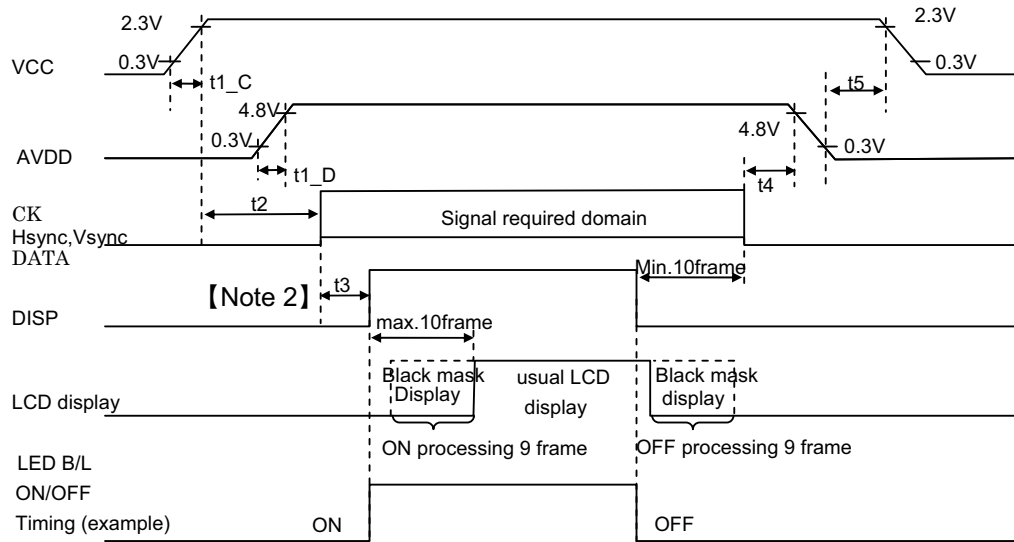 2.3V
2.3V
VCC
0.3V
0.3V
t1_C
t5
4.8V
4.8V
0.3V
0.3V
AVDD
t1_D
t4
CK
Hsync,Vsync
DATA
t2
Signal required domain
【Note 2】
t3
Min.10frame
DISP
max.10frame
Black mask
Display
usual LCD
display
Black mask
display
LCD display
ON processing 9 frame
OFF processing 9 frame
LED B/L
ON/OFF
Timing (example)
ON
OFF